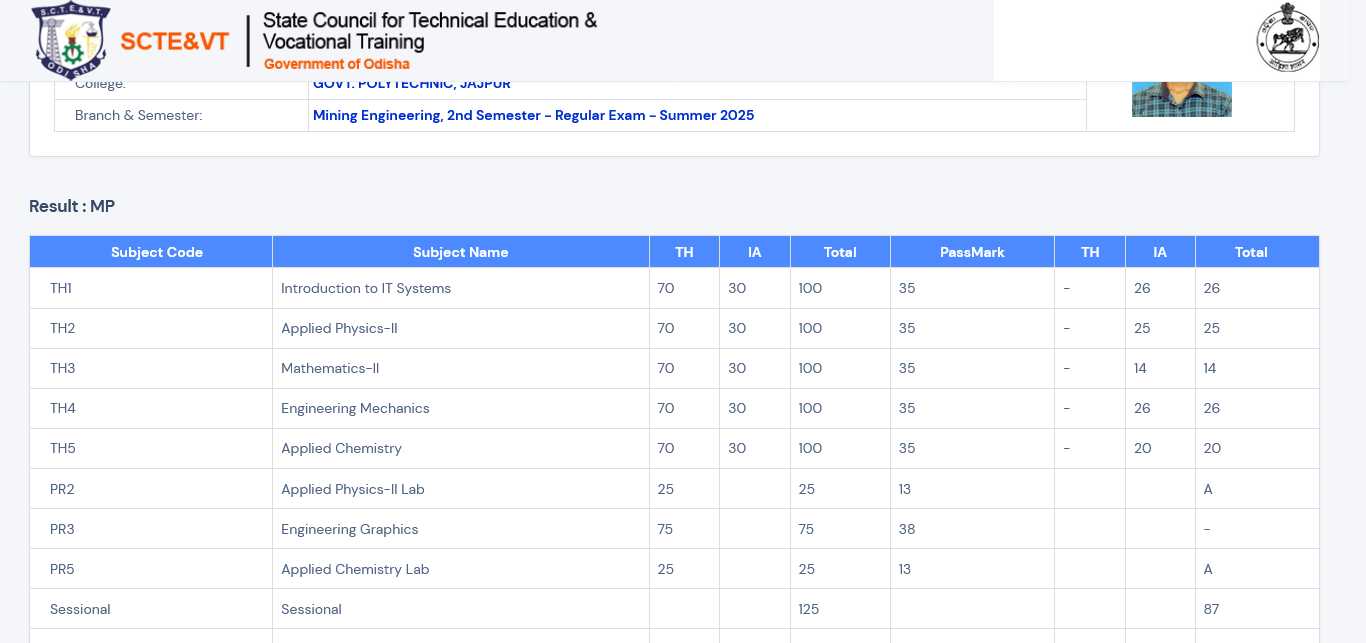 S.C.T.E.&V.T.
ODISHA
SCTE&VT
State Council for Technical Education &
Vocational Training
Government of Odisha
College: GOVT. POLYTECHNIC, JAJPUR
Branch & Semester: Mining Engineering, 2nd Semester - Regular Exam - Summer 2025
Result : MP
Subject Code Subject Name TH IA Total PassMark TH IA Total
TH1 Introduction to IT Systems 70 30 100 35 - 26 26
TH2 Applied Physics-II 70 30 100 35 - 25 25
TH3 Mathematics-II 70 30 100 35 - 14 14
TH4 Engineering Mechanics 70 30 100 35 - 26 26
TH5 Applied Chemistry 70 30 100 35 - 20 20
PR2 Applied Physics-II Lab 25 25 13 A
PR3 Engineering Graphics 75 75 38 -
PR5 Applied Chemistry Lab 25 25 13 A
Sessional Sessional 125 87